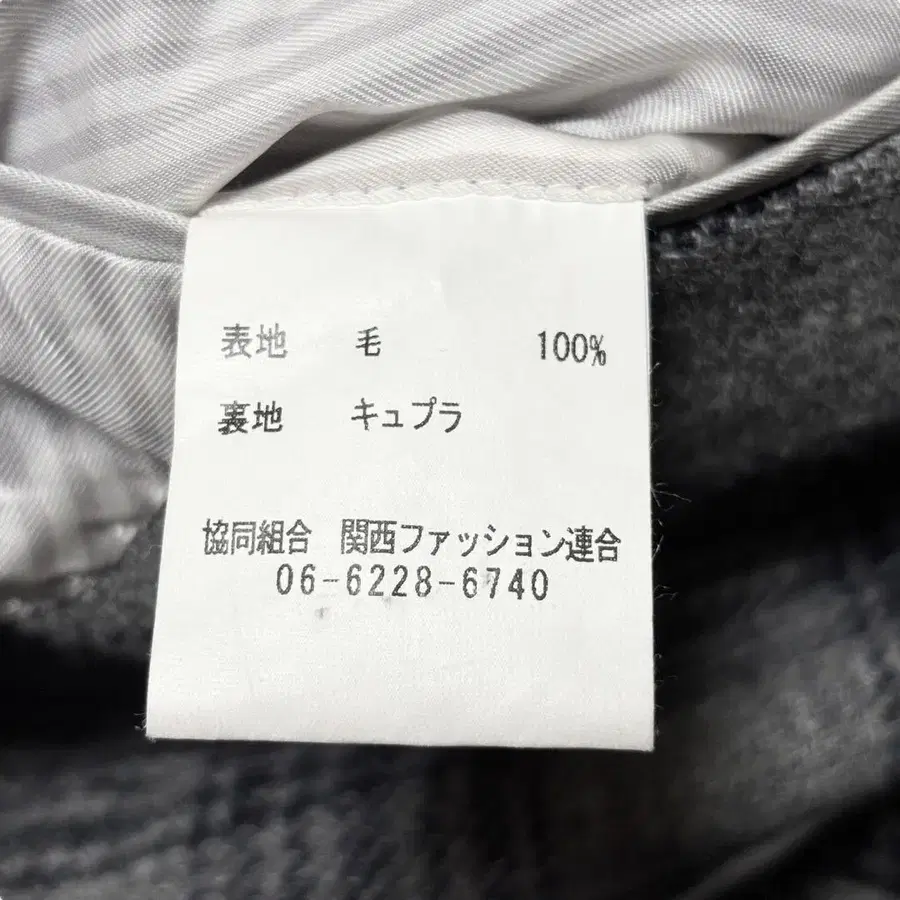 表地 毛 100%
裏地 キュプラ
協同組合 関西ファッション連合
06-6228-6740